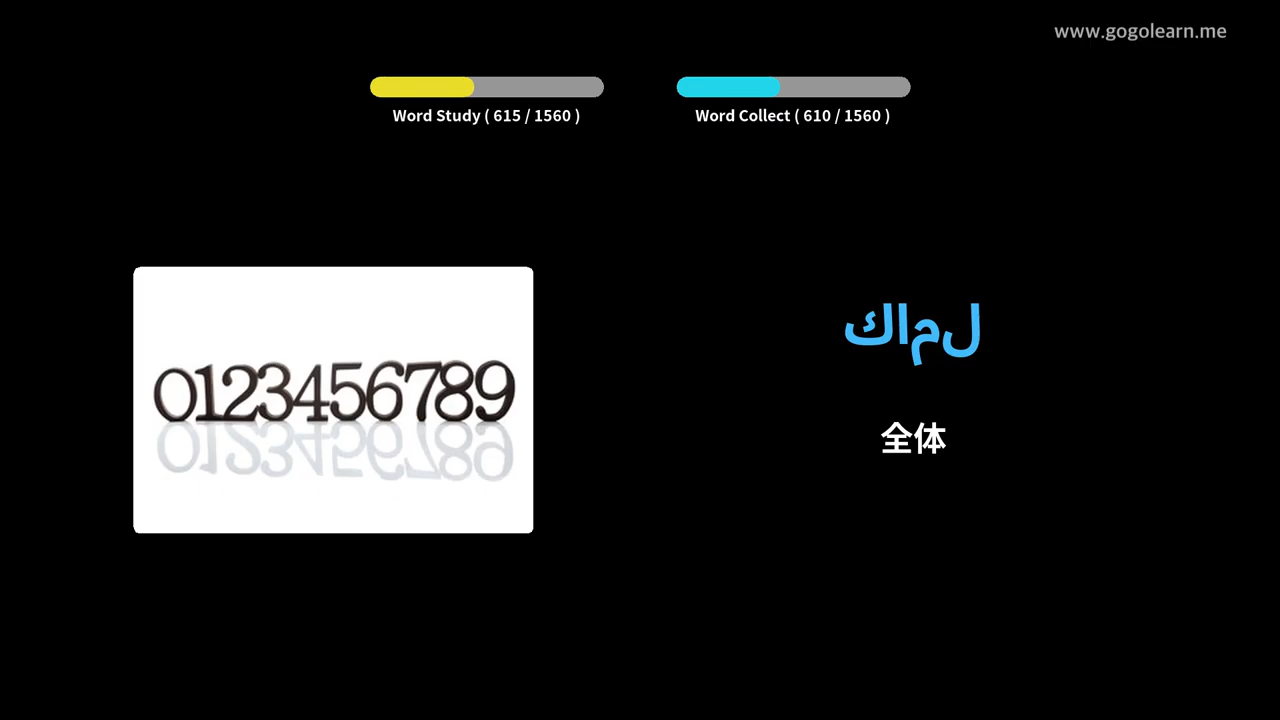 www.gogolearn.me
Word Study ( 615 / 1560 )
Word Collect ( 610 / 1560 )
0123456789
كامل
全体